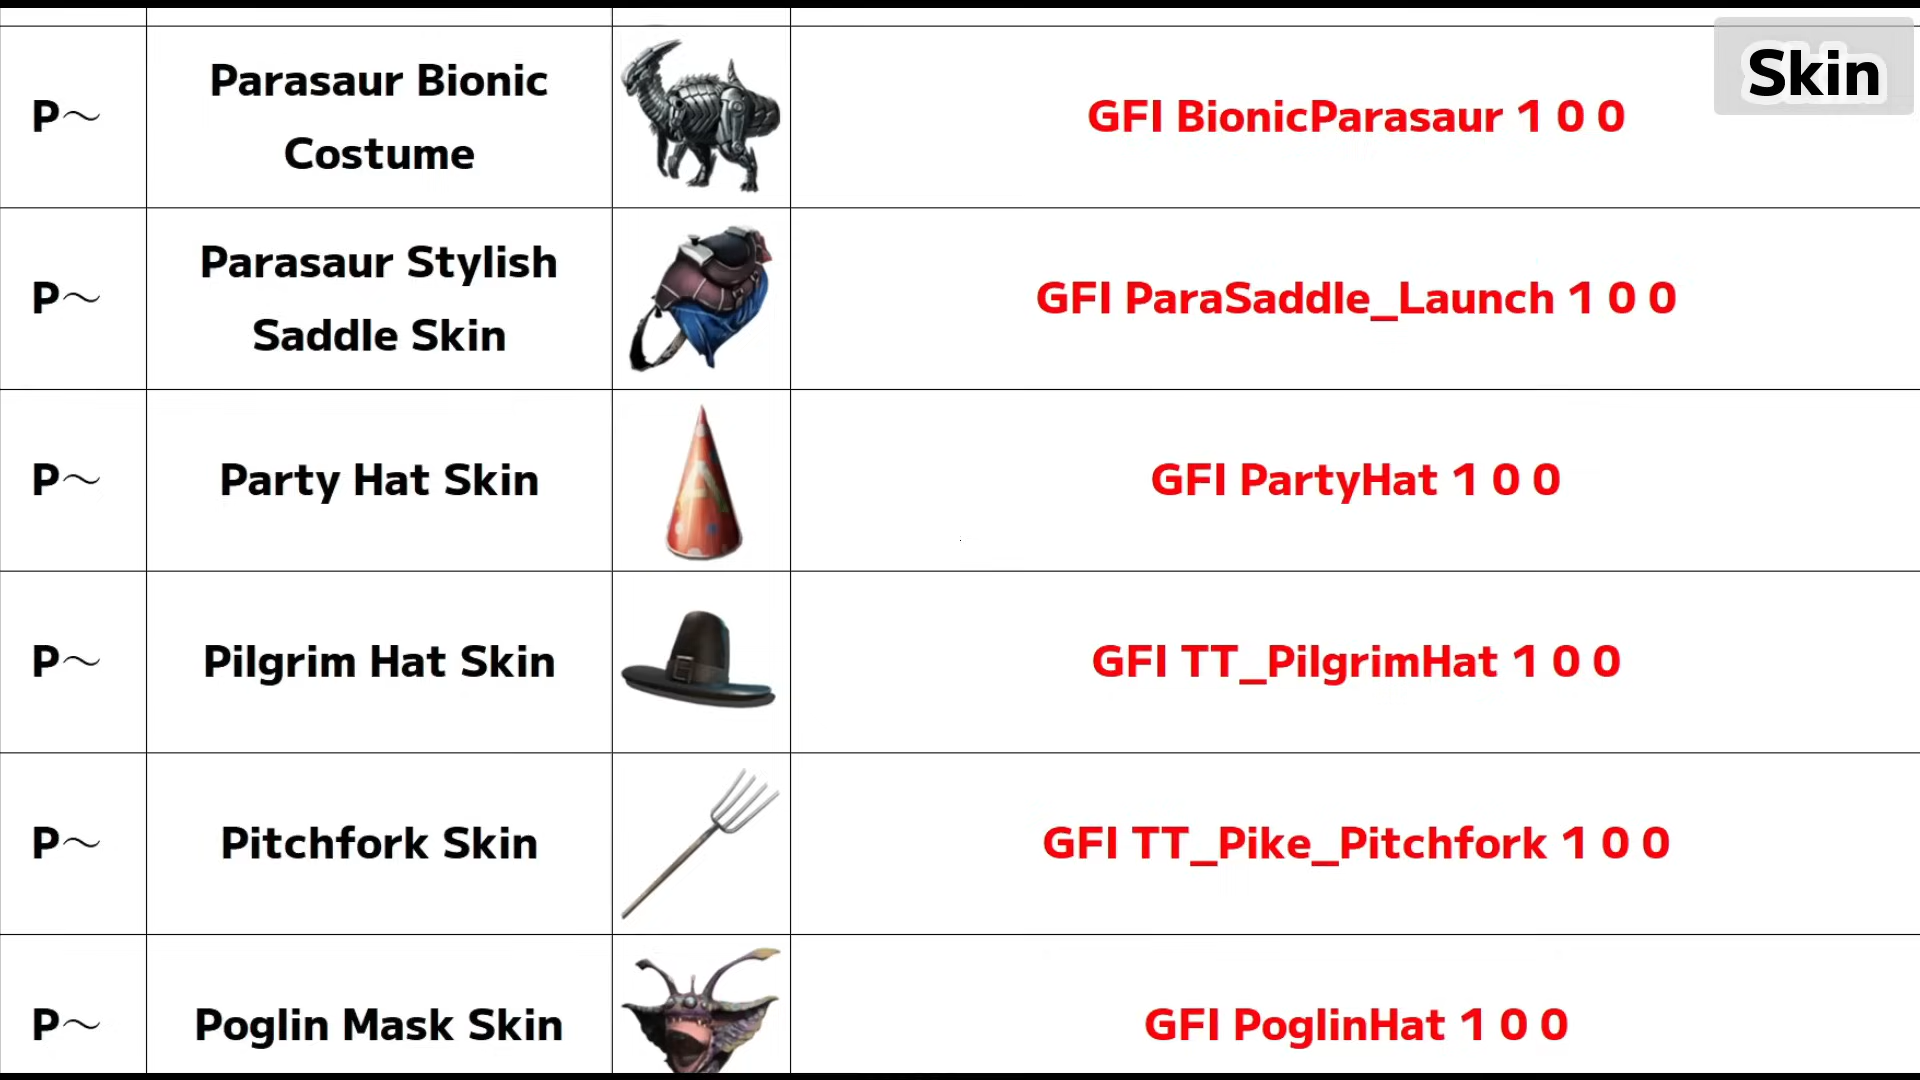 Skin
P～
Parasaur Bionic
Costume
GFI BionicParasaur 1 0 0
P～
Parasaur Stylish
Saddle Skin
GFI ParaSaddle_Launch 1 0 0
P～
Party Hat Skin
GFI PartyHat 1 0 0
P～
Pilgrim Hat Skin
GFI TT_PilgrimHat 1 0 0
P～
Pitchfork Skin
GFI TT_Pike_Pitchfork 1 0 0
P～
Poglin Mask Skin
GFI PoglinHat 1 0 0